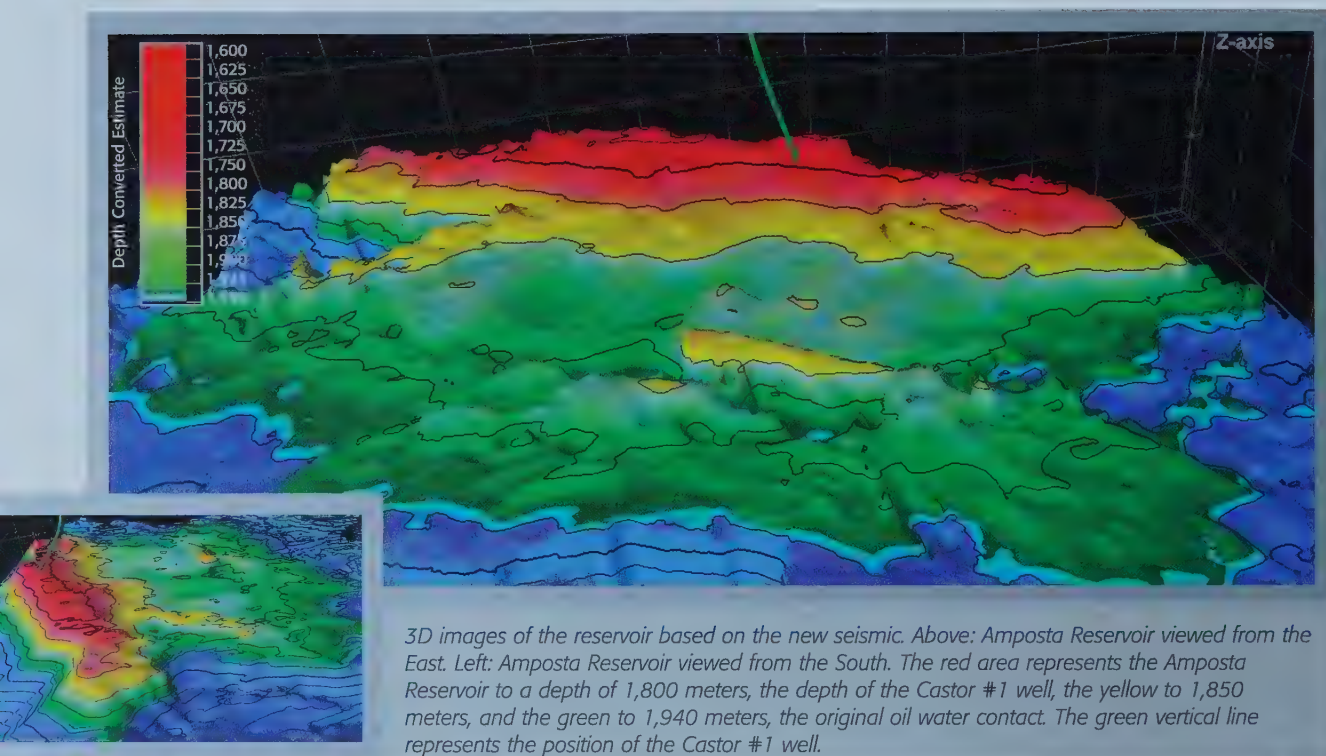 Z-axis
Depth Converted Estimate
1,600
1,625
1,650
1,675
1,700
1,725
1,750
1,800
1,825
1,850
1,875
3D images of the reservoir based on the new seismic. Above: Amposta Reservoir viewed from the
East. Left: Amposta Reservoir viewed from the South. The red area represents the Amposta
Reservoir to a depth of 1,800 meters, the depth of the Castor #1 well, the yellow to 1,850
meters, and the green to 1,940 meters, the original oil water contact. The green vertical line
represents the position of the Castor #1 well.